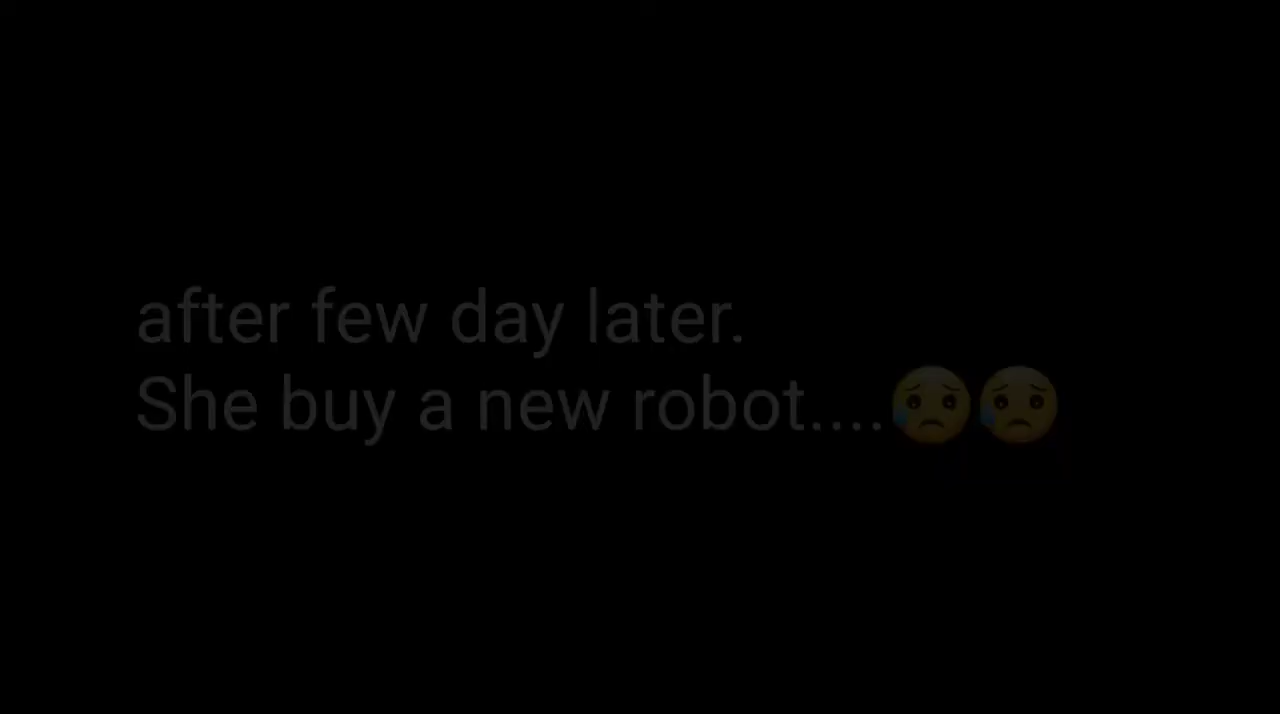 after few day later.
She buy a new robot....😥😥